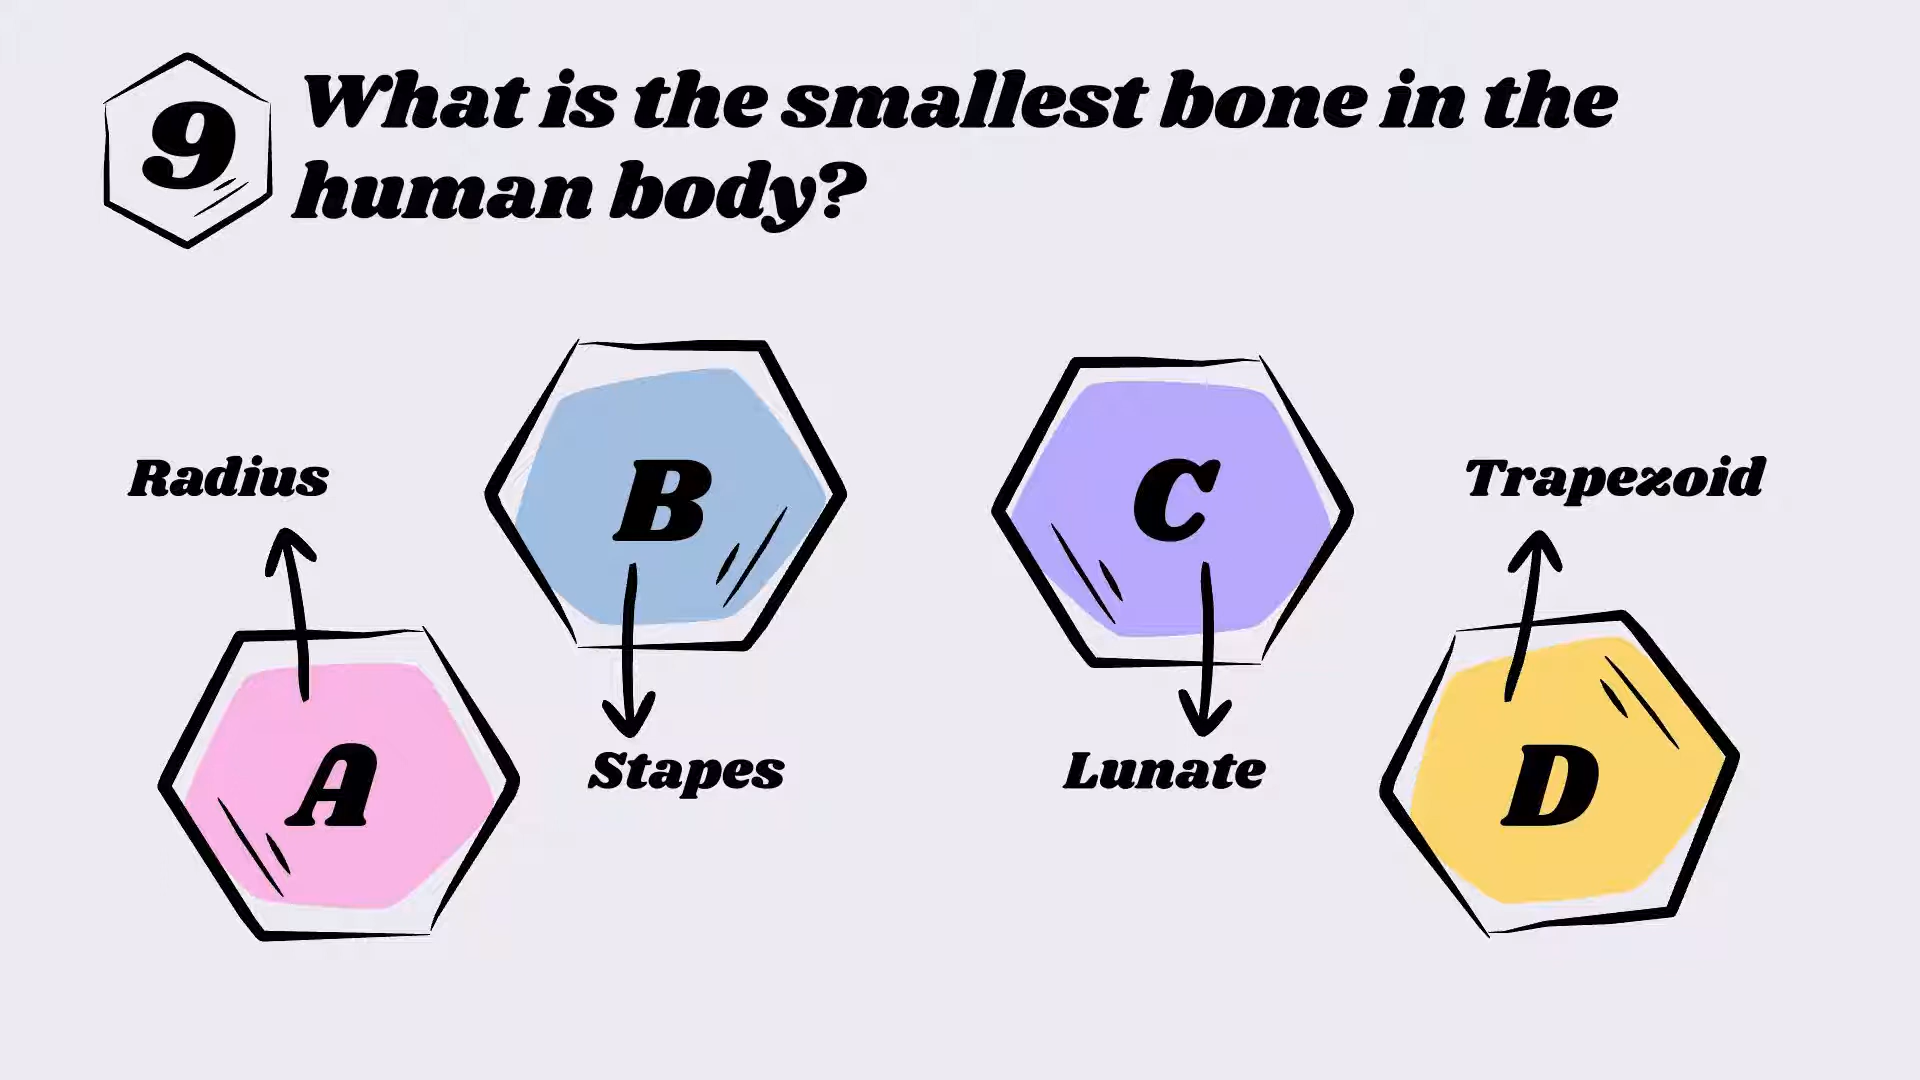 9
What is the smallest bone in the
human body?
Radius
B
C
Trapezoid
A
Stapes
Lunate
D